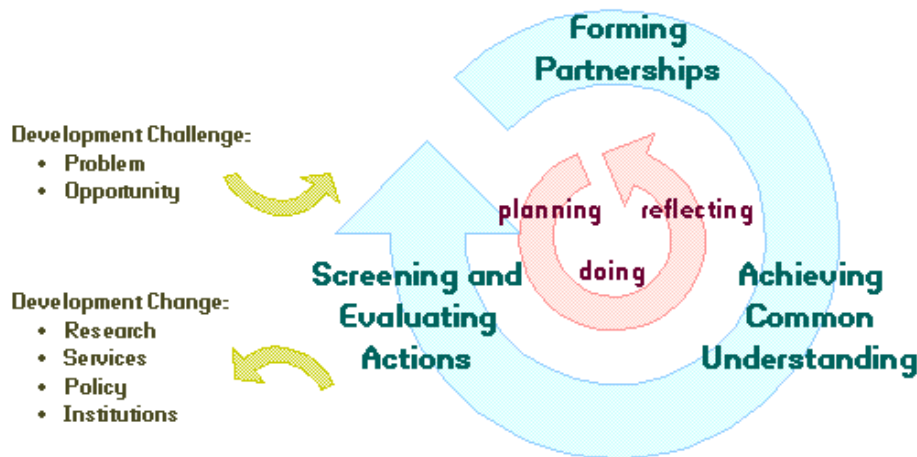 Forming
Partnerships
Development Challenge:
• Problem
• Opportunity
planning
reflecting
doing
Screening and
Evaluating
Actions
Achieving
Common
Understanding
Development Change:
• Research
• Services
• Policy
• Institutions